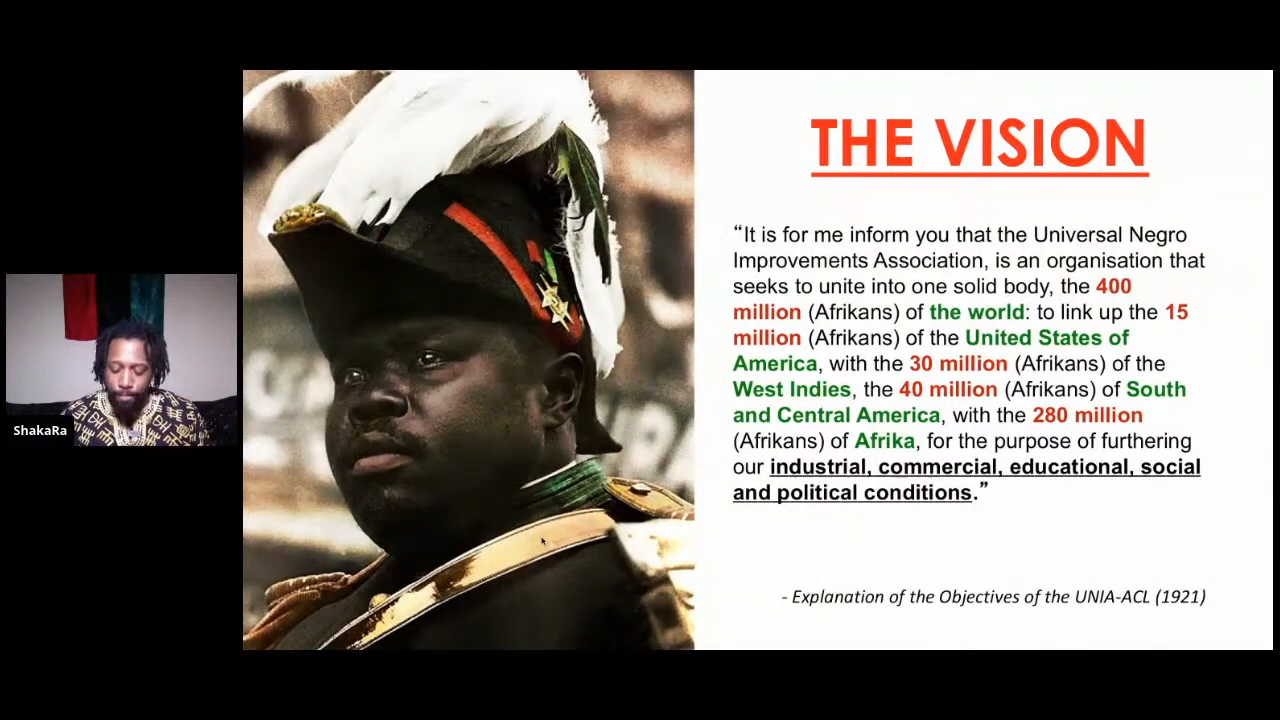 THE VISION
“It is for me inform you that the Universal Negro
Improvements Association, is an organisation that
seeks to unite into one solid body, the 400
million (Afrikans) of the world: to link up the 15
million (Afrikans) of the United States of
America, with the 30 million (Afrikans) of the
West Indies, the 40 million (Afrikans) of South
and Central America, with the 280 million
(Afrikans) of Afrika, for the purpose of furthering
our industrial, commercial, educational, social
and political conditions.”
- Explanation of the Objectives of the UNIA-ACL (1921)
ShakaRa